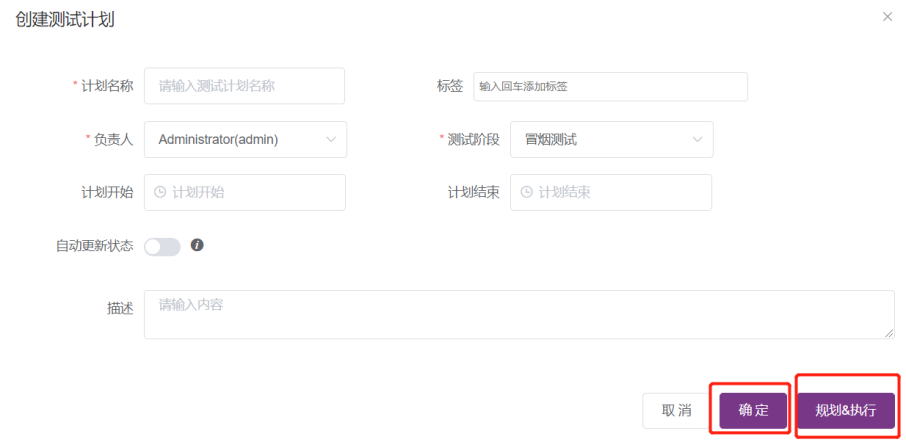 创建测试计划
* 计划名称 请输入测试计划名称 标签 输入回车添加标签
* 负责人 Administrator(admin) * 测试阶段 冒烟测试
计划开始 计划开始 计划结束 计划结束
自动更新状态 i
描述 请输入内容
取消 确定 规划&执行